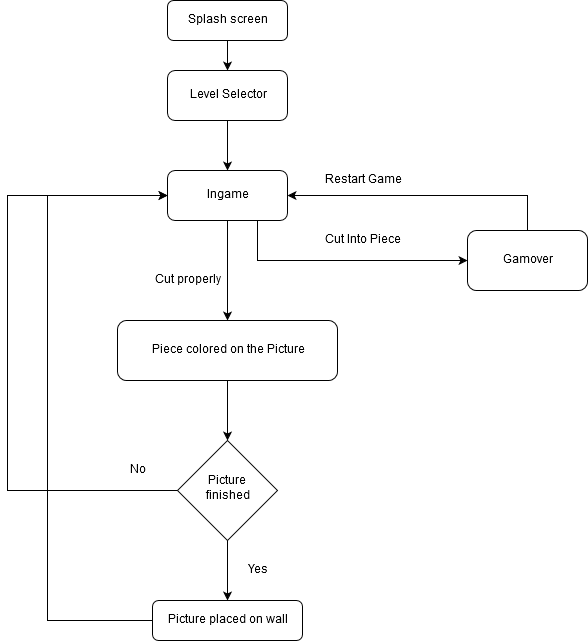 Splash screen
Level Selector
Restart Game
Ingame
Cut Into Piece
Gamover
Cut properly
Piece colored on the Picture
No
Picture
finished
Yes
Picture placed on wall